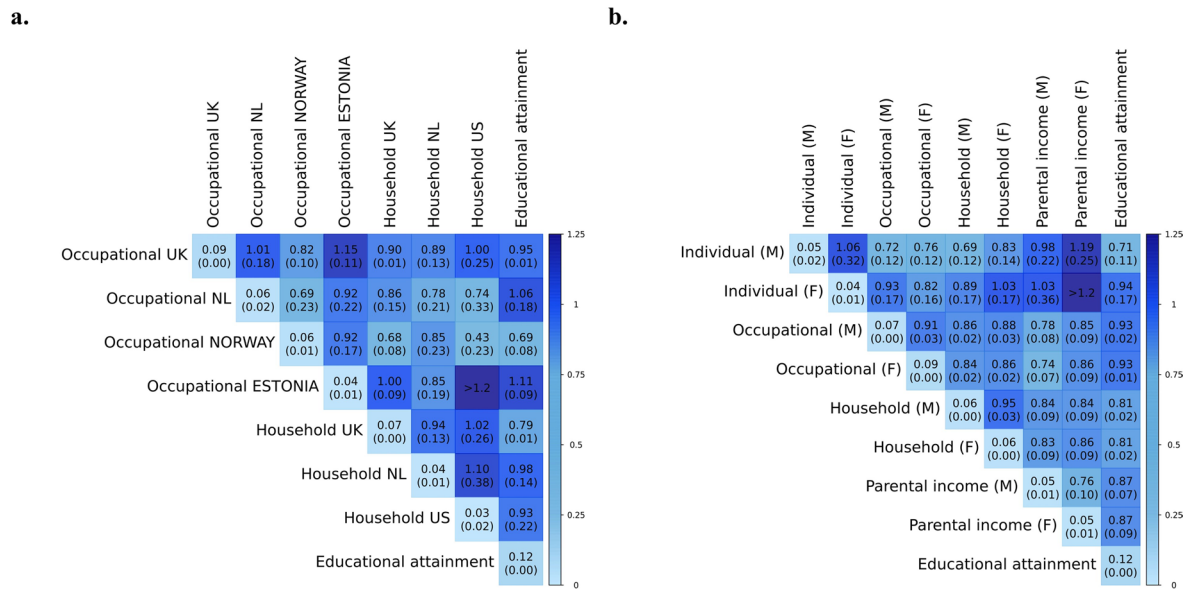 a.
Occupational UK
Occupational NL
Occupational NORWAY
Occupational ESTONIA
Household UK
Household NL
Household US
Educational attainment
Occupational UK
0.09 1.01 0.82 1.15 0.90 0.89 1.00 0.95
(0.00) (0.18) (0.10) (0.11) (0.01) (0.13) (0.25) (0.01)
Occupational NL
0.06 0.69 0.92 0.86 0.78 0.74 1.06
(0.02) (0.23) (0.22) (0.15) (0.21) (0.33) (0.18)
Occupational NORWAY
0.06 0.92 0.68 0.85 0.43 0.69
(0.01) (0.17) (0.08) (0.23) (0.23) (0.08)
Occupational ESTONIA
0.04 1.00 0.85 >1.2 1.11
(0.01) (0.09) (0.19) (0.09)
Household UK
0.07 0.94 1.02 0.79
(0.00) (0.13) (0.26) (0.01)
Household NL
0.04 1.10 0.98
(0.01) (0.38) (0.14)
Household US
0.03 0.93
(0.02) (0.22)
Educational attainment
0.12
(0.00)
1.25
1
0.75
0.5
0.25
0
b.
Individual (M)
Individual (F)
Occupational (M)
Occupational (F)
Household (M)
Household (F)
Parental income (M)
Parental income (F)
Educational attainment
Individual (M)
0.05 1.06 0.72 0.76 0.69 0.83 0.98 1.19 0.71
(0.02) (0.32) (0.12) (0.12) (0.12) (0.14) (0.22) (0.25) (0.11)
Individual (F)
0.04 0.93 0.82 0.89 1.03 1.03 >1.2 0.94
(0.01) (0.17) (0.16) (0.17) (0.17) (0.36) (0.17)
Occupational (M)
0.07 0.91 0.86 0.88 0.78 0.85 0.93
(0.00) (0.03) (0.02) (0.03) (0.08) (0.09) (0.02)
Occupational (F)
0.09 0.84 0.86 0.74 0.86 0.93
(0.00) (0.02) (0.02) (0.07) (0.09) (0.01)
Household (M)
0.06 0.95 0.84 0.84 0.81
(0.00) (0.03) (0.09) (0.09) (0.02)
Household (F)
0.06 0.83 0.86 0.81
(0.00) (0.09) (0.09) (0.02)
Parental income (M)
0.05 0.76 0.87
(0.01) (0.10) (0.07)
Parental income (F)
0.05 0.87
(0.01) (0.09)
Educational attainment
0.12
(0.00)
1.25
1
0.75
0.5
0.25
0